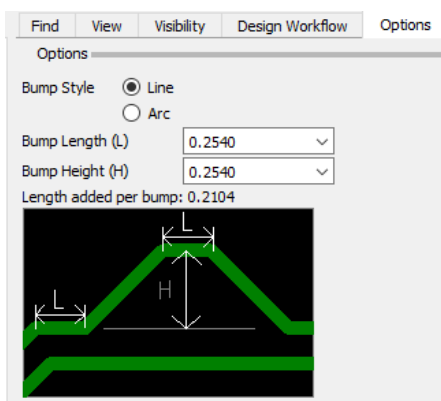 Find View Visibility Design Workflow Options
Options
Bump Style Line
Arc
Bump Length (L) 0.2540
Bump Height (H) 0.2540
Length added per bump: 0.2104
L
L
H